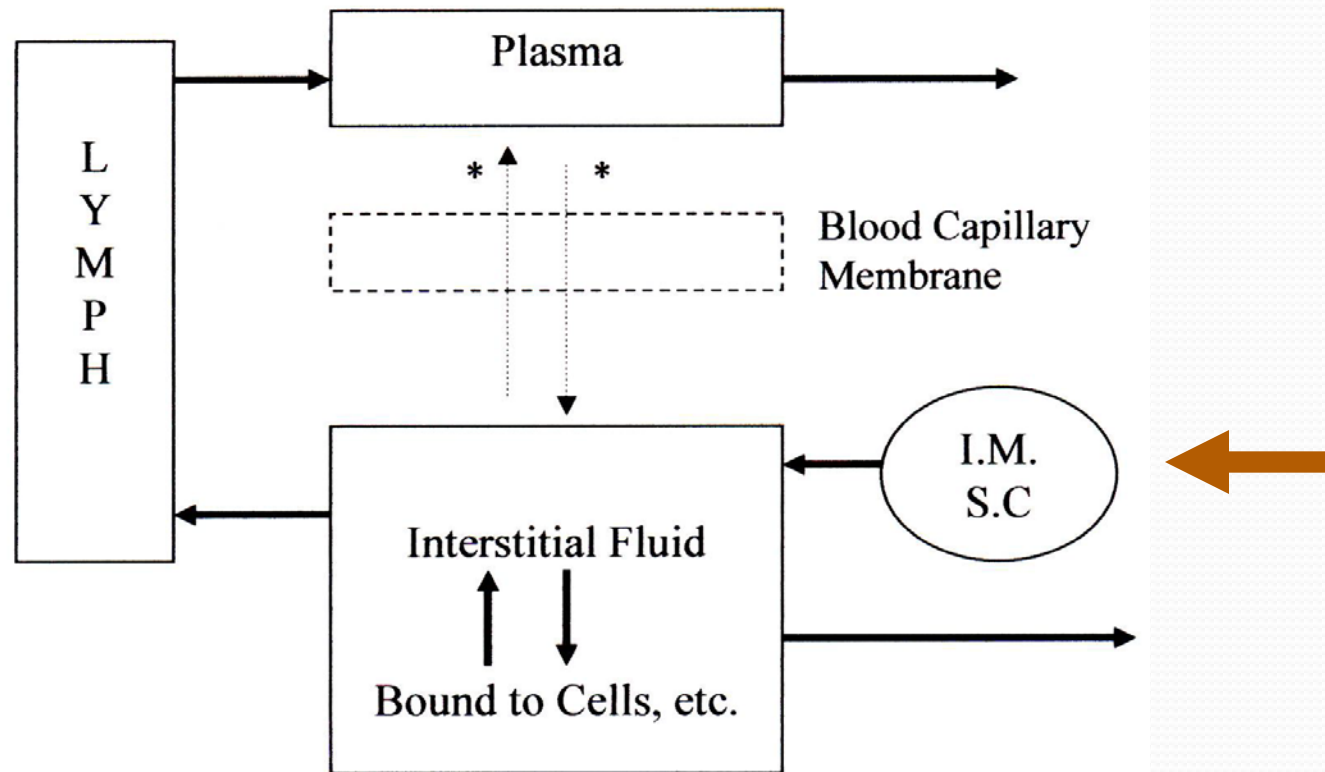 Plasma
L
Y
M
P
H
*
*
Blood Capillary
Membrane
I.M.
S.C
Interstitial Fluid
Bound to Cells, etc.